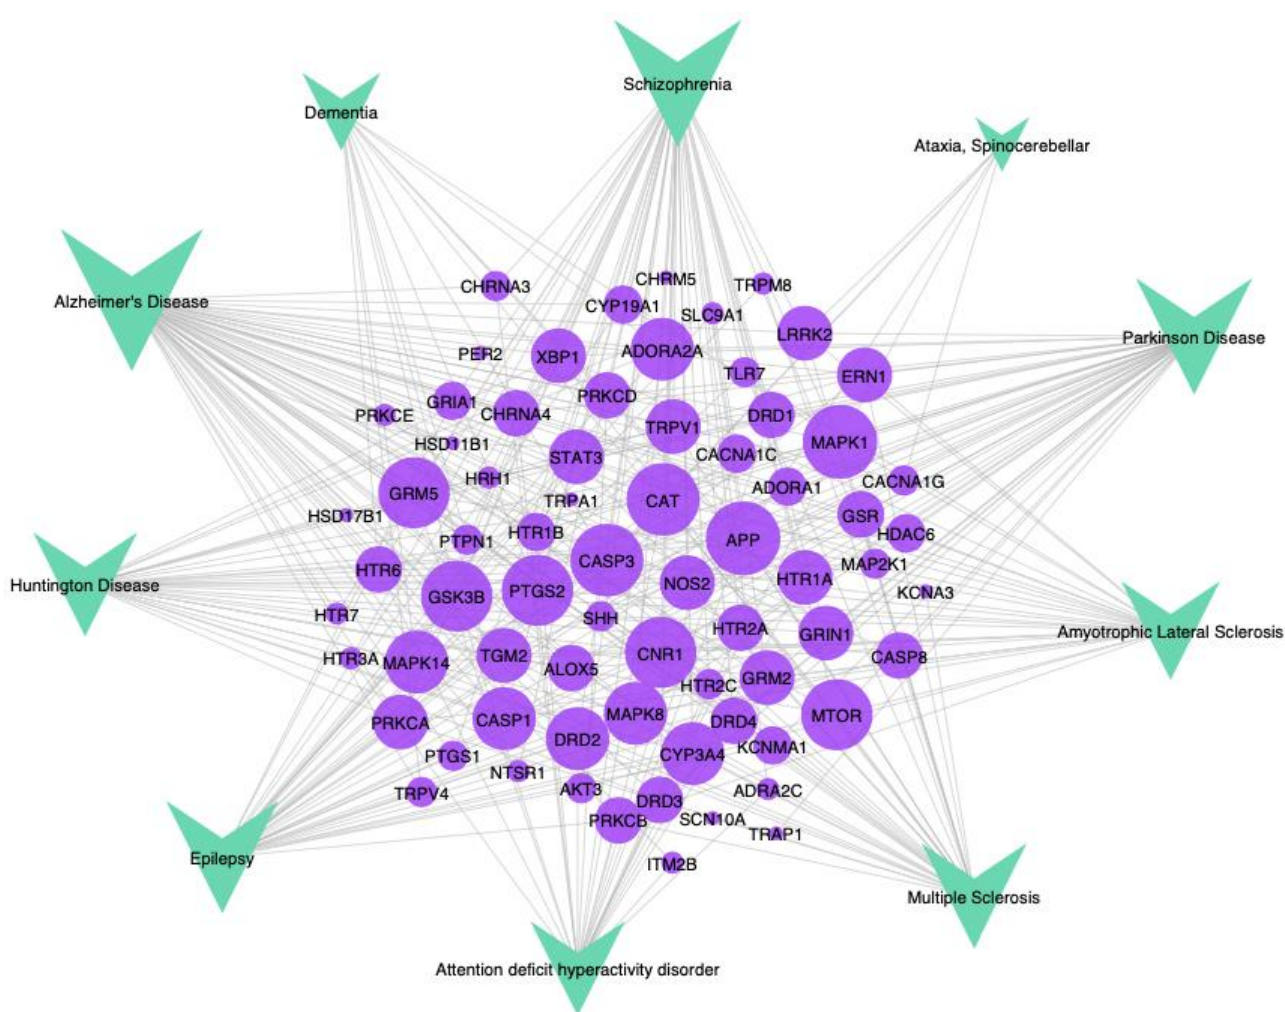 Schizophrenia
Dementia
Ataxia, Spinocerebellar
Alzheimer's Disease
Parkinson Disease
CHRNA3
CHRM5
TRPM8
CYP19A1
SLC9A1
LRRK2
PER2
XBP1
ADORA2A
TLR7
ERN1
PRKCE
GRIA1
CHRNA4
PRKCD
TRPV1
DRD1
MAPK1
HSD11B1
STAT3
CACNA1C
HRH1
GRM5
TRPA1
CAT
ADORA1
CACNA1G
HSD17B1
PTPN1
HTR1B
APP
GSR
HDAC6
HTR6
CASP3
NOS2
HTR1A
MAP2K1
Huntington Disease
GSK3B
PTGS2
KCNA3
HTR7
SHH
HTR2A
GRIN1
Amyotrophic Lateral Sclerosis
HTR3A
MAPK14
TGM2
ALOX5
CNR1
CASP8
HTR2C
GRM2
PRKCA
CASP1
MAPK8
DRD4
MTOR
DRD2
CYP3A4
KCNMA1
PTGS1
NTSR1
TRPV4
AKT3
DRD3
ADRA2C
PRKCB
SCN10A
TRAP1
Epilepsy
ITM2B
Multiple Sclerosis
Attention deficit hyperactivity disorder